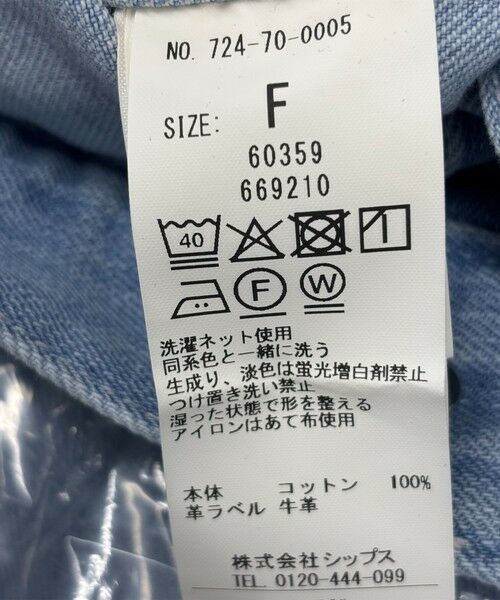 NO. 724-70-0005
SIZE: F
60359
669210
40
F W
洗濯ネット使用
同系色と一緒に洗う
生成り、淡色は蛍光増白剤禁止
つけ置き洗い禁止
湿った状態で形を整える
アイロンはあて布使用
本体 コットン 100%
革ラベル 牛革
株式会社シップス
TEL. 0120-444-099